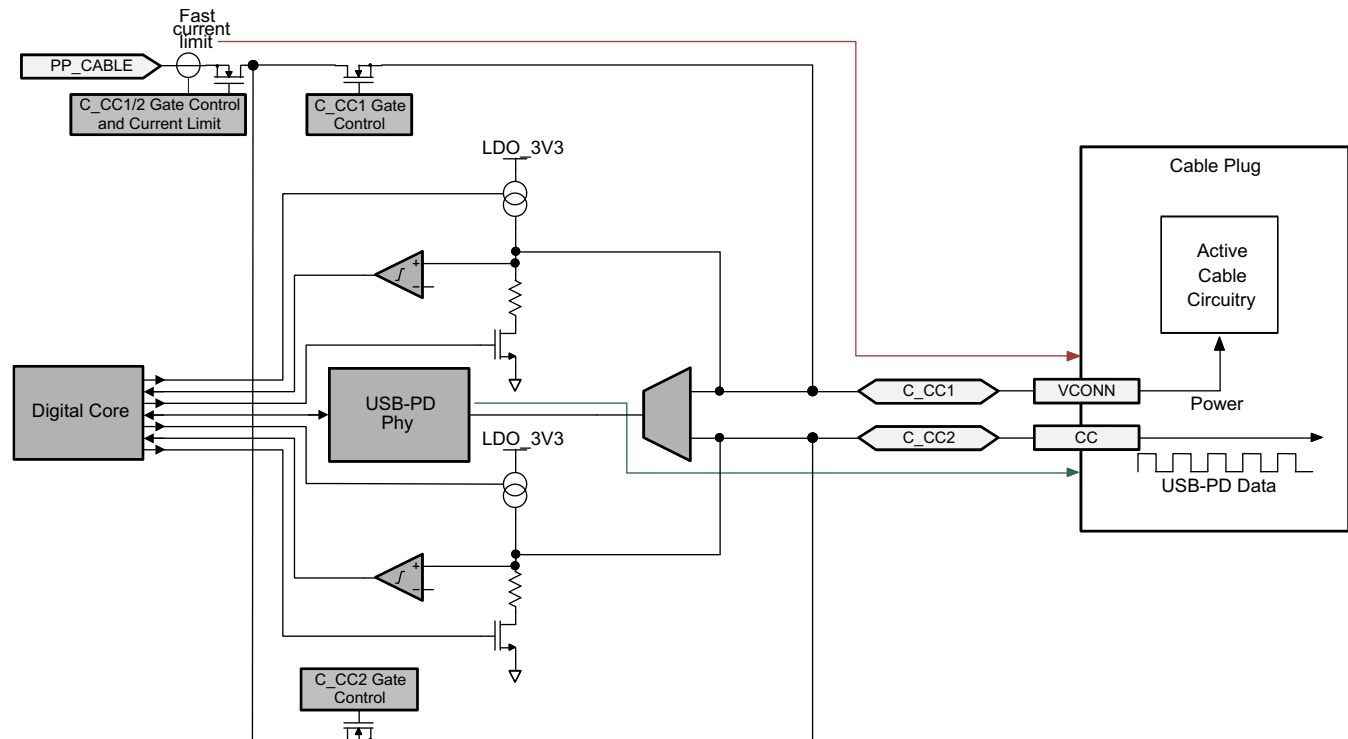 Fast
current
limit
PP_CABLE
C_CC1/2 Gate Control
and Current Limit
C_CC1 Gate
Control
LDO_3V3
Cable Plug
Active
Cable
Circuitry
+
−
Digital Core
USB-PD
Phy
C_CC1
VCONN
Power
C_CC2
CC
LDO_3V3
USB-PD Data
+
−
C_CC2 Gate
Control